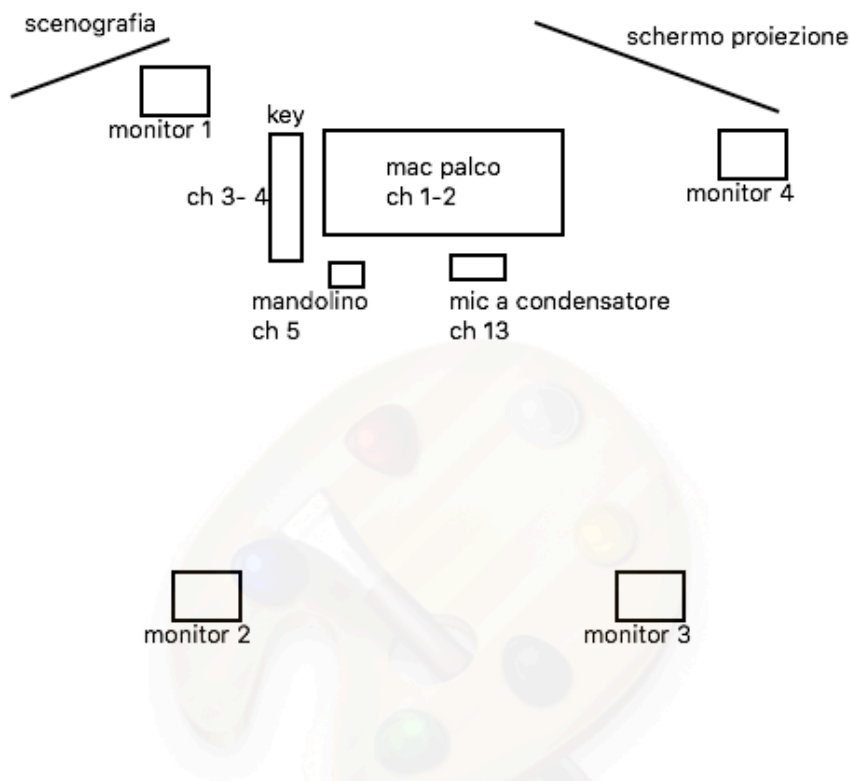 scenografia
schermo proiezione
monitor 1
key
mac palco
ch 1-2
ch 3- 4
monitor 4
mandolino
ch 5
mic a condensatore
ch 13
monitor 2
monitor 3